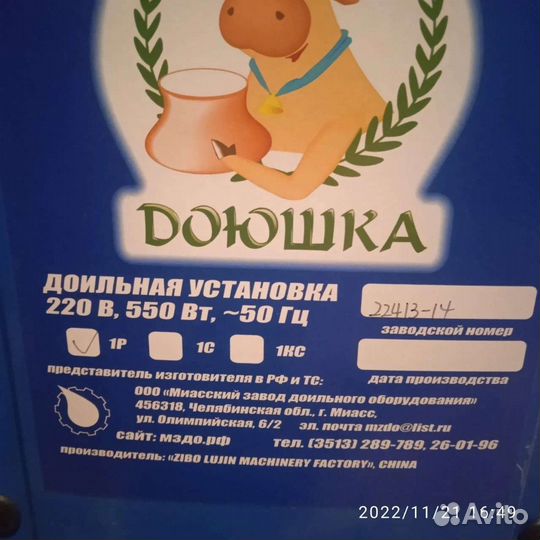 ДОЮШКА
ДОИЛЬНАЯ УСТАНОВКА
220 В, 550 Вт, ~50 Гц
22413-14
заводской номер
1Р 1С 1КС
дата производства
представитель изготовителя в РФ и ТС:
ООО «Миасский завод доильного оборудования»
456318, Челябинская обл., г. Миасс,
ул. Олимпийская, 6/2 эл. почта mzdo@list.ru
сайт: мздо.рф тел. (3513) 289-789, 26-01-96
производитель: «ZIBO LUJIN MACHINERY FACTORY», CHINA
2022/11/21 16:49
Avito